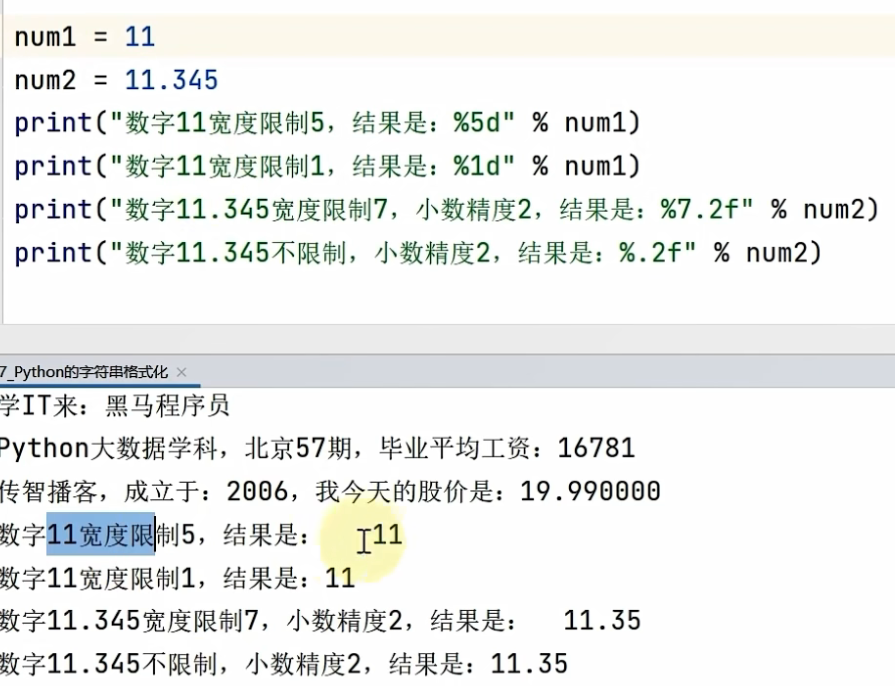 num1 = 11
num2 = 11.345
print("数字11宽度限制5，结果是：%5d" % num1)
print("数字11宽度限制1，结果是：%1d" % num1)
print("数字11.345宽度限制7，小数精度2，结果是：%7.2f" % num2)
print("数字11.345不限制，小数精度2，结果是：%.2f" % num2)
7_Python的字符串格式化 ×
学IT来：黑马程序员
Python大数据学科，北京57期，毕业平均工资：16781
传智播客，成立于：2006，我今天的股价是：19.990000
数字11宽度限制5，结果是：   11
数字11宽度限制1，结果是：11
数字11.345宽度限制7，小数精度2，结果是：  11.35
数字11.345不限制，小数精度2，结果是：11.35